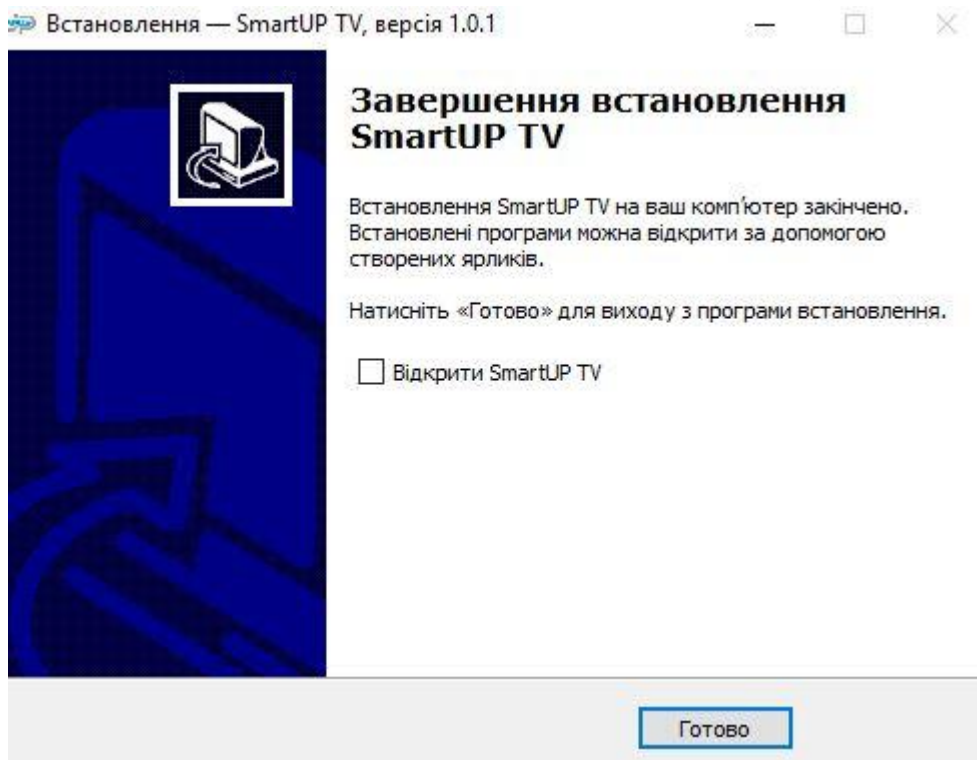 Встановлення — SmartUP TV, версія 1.0.1
Завершення встановлення
SmartUP TV
Встановлення SmartUP TV на ваш комп'ютер закінчено.
Встановлені програми можна відкрити за допомогою
створених ярликів.
Натисніть «Готово» для виходу з програми встановлення.
Відкрити SmartUP TV
Готово